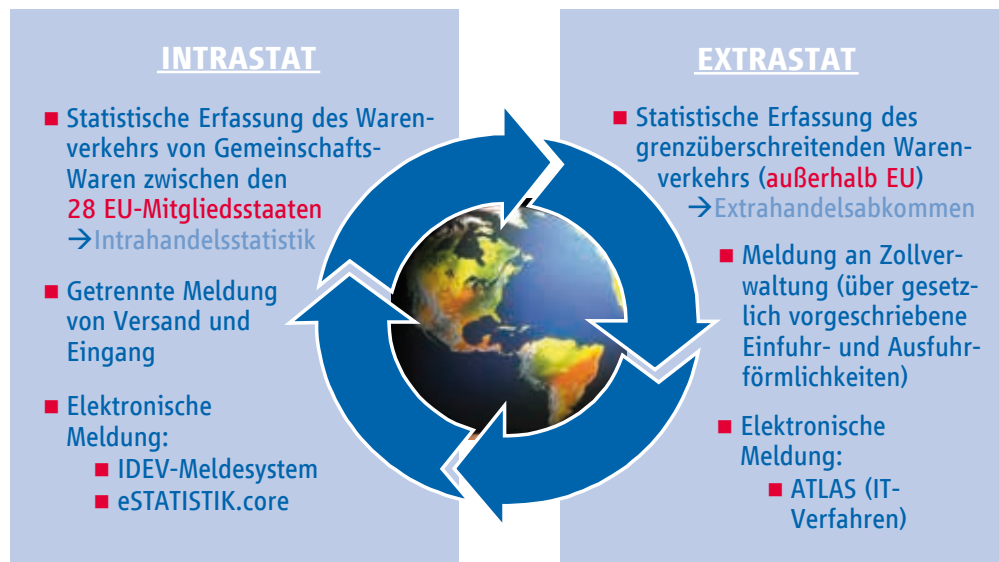 INTRASTAT
■ Statistische Erfassung des Waren-
verkehrs von Gemeinschafts-
Waren zwischen den
28 EU-Mitgliedsstaaten
→Intrahandelsstatistik
■ Getrennte Meldung
von Versand und
Eingang
■ Elektronische
Meldung:
■ IDEV-Meldesystem
■ eSTATISTIK.core
EXTRASTAT
■ Statistische Erfassung des
grenzüberschreitenden Waren-
verkehrs (außerhalb EU)
→Extrahandelsabkommen
■ Meldung an Zollver-
waltung (über gesetz-
lich vorgeschriebene
Einfuhr- und Ausfuhr-
förmlichkeiten)
■ Elektronische
Meldung:
■ ATLAS (IT-
Verfahren)